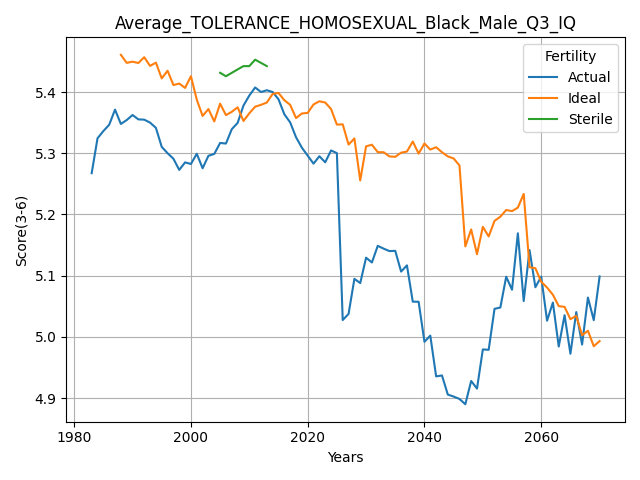 Average_TOLERANCE_HOMOSEXUAL_Black_Male_Q3_IQ
Fertility
Actual
Ideal
Sterile
Score(3-6)
5.4
5.3
5.2
5.1
5.0
4.9
1980 2000 2020 2040 2060
Years